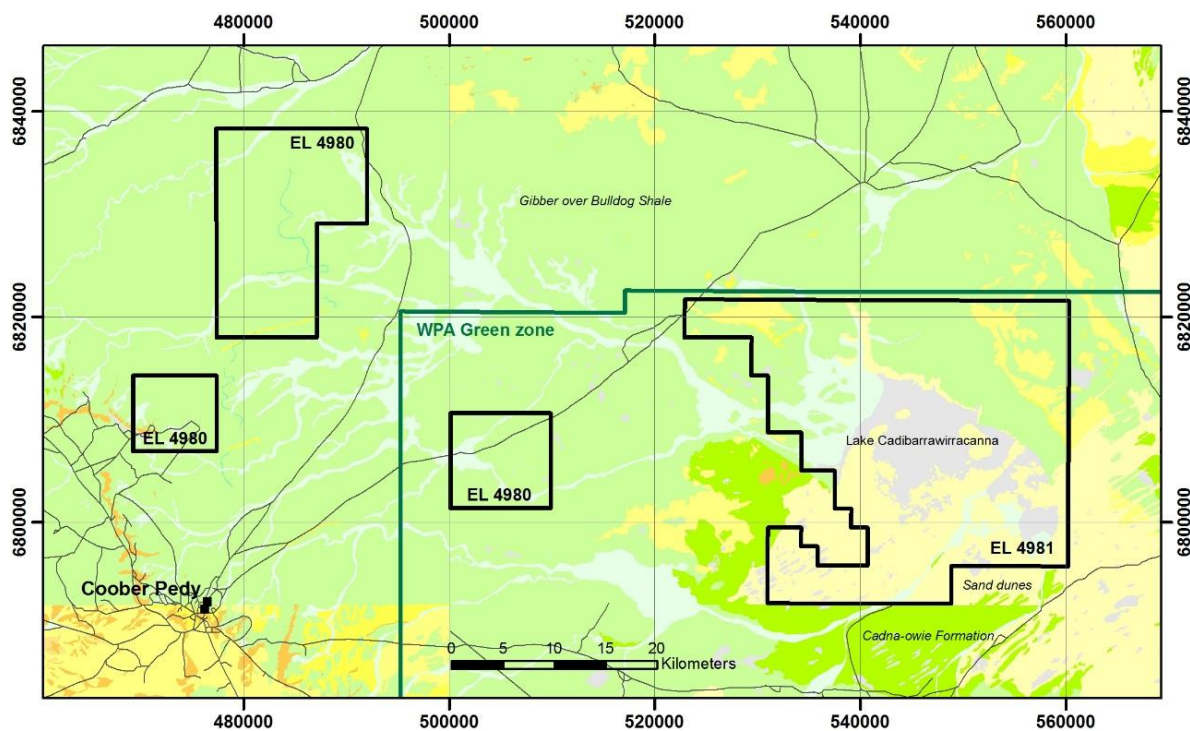 480000
500000
520000
540000
560000
6840000
6840000
EL 4980
Gibber over Bulldog Shale
6820000
6820000
WPA Green zone
EL 4980
Lake Cadibarrawirracanna
EL 4980
6800000
6800000
EL 4981
Coober Pedy
Sand dunes
Cadna-owie Formation
0 5 10 15 20
Kilometers
480000
500000
520000
540000
560000